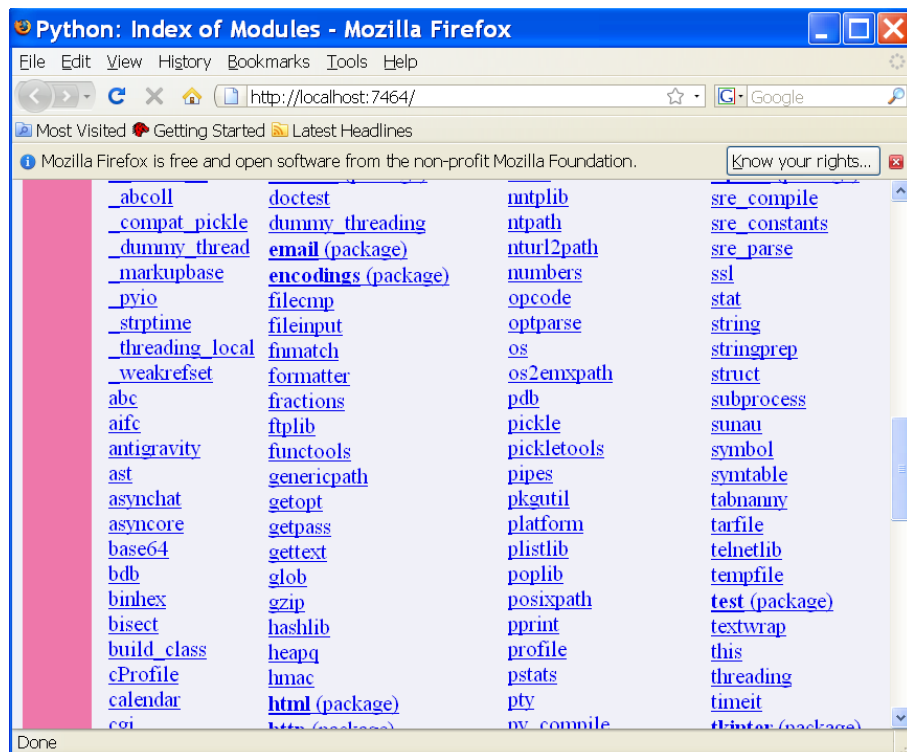 Python: Index of Modules - Mozilla Firefox
File Edit View History Bookmarks Tools Help
http://localhost:7464/
G Google
Most Visited Getting Started Latest Headlines
Mozilla Firefox is free and open software from the non-profit Mozilla Foundation. Know your rights...
_abcoll doctest nntplib sre_compile
_compat_pickle dummy_threading ntpath sre_constants
_dummy_thread email (package) nturl2path sre_parse
_markupbase encodings (package) numbers ssl
_pyio filecmp opcode stat
_strptime fileinput optparse string
_threading_local fnmatch os stringprep
_weakrefset formatter os2emxpath struct
abc fractions pdb subprocess
aifc ftplib pickle sunau
antigravity functools pickletools symbol
ast genericpath pipes symtable
asynchat getopt pkgutil tabnanny
asyncore getpass platform tarfile
base64 gettext plistlib telnetlib
bdb glob poplib tempfile
binhex gzip posixpath test (package)
bisect hashlib pprint textwrap
build_class heapq profile this
cProfile hmac pstats threading
calendar html (package) pty timeit
cgi http (package) py_compile tkinter (package)
Done